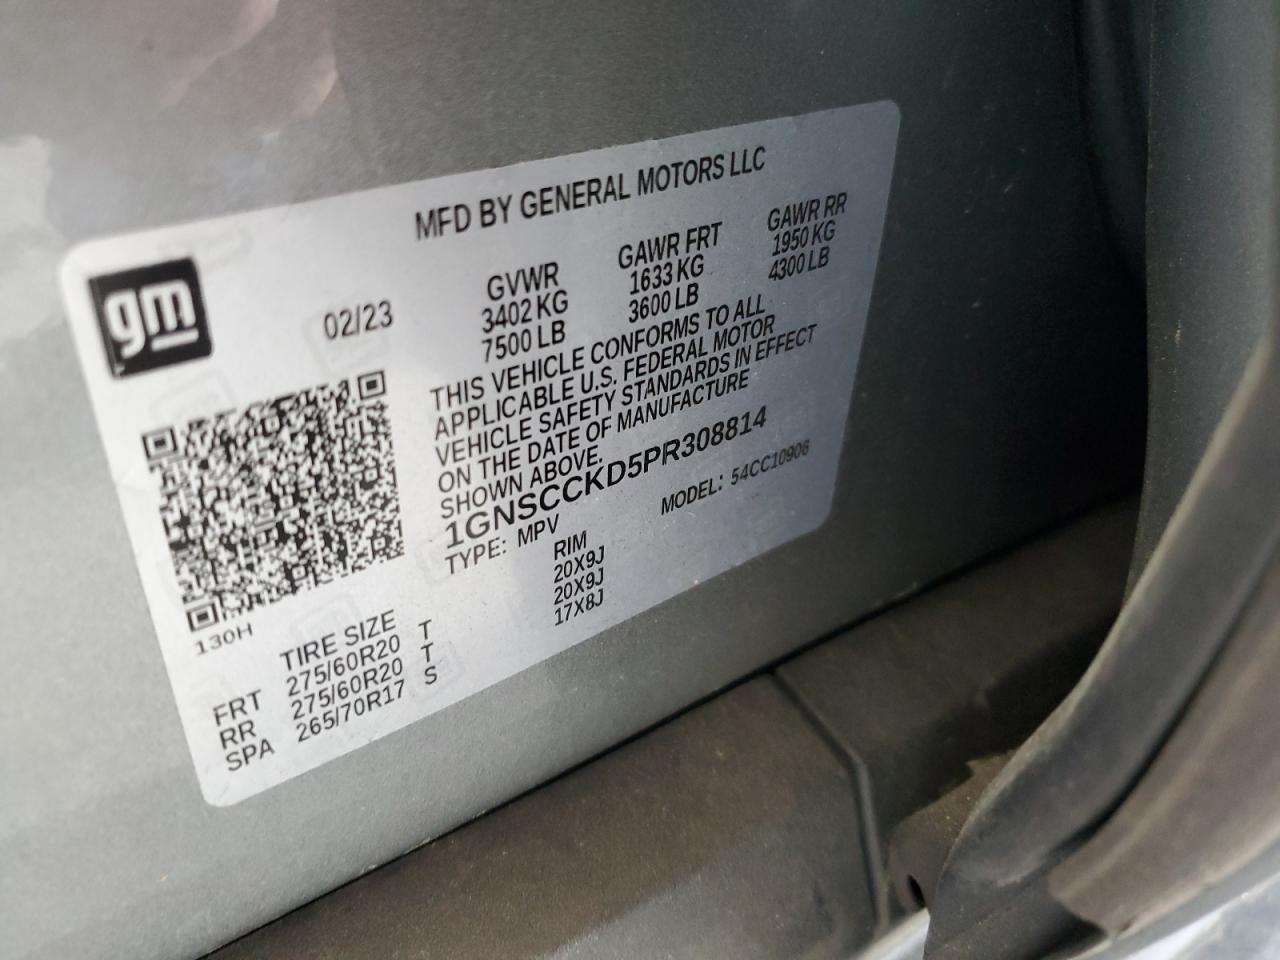 MFD BY GENERAL MOTORS LLC
gm
02/23
GVWR GAWR FRT GAWR RR
3402 KG 1633 KG 1950 KG
7500 LB 3600 LB 4300 LB
THIS VEHICLE CONFORMS TO ALL
APPLICABLE U.S. FEDERAL MOTOR
VEHICLE SAFETY STANDARDS IN EFFECT
ON THE DATE OF MANUFACTURE
SHOWN ABOVE.
1GNSCCKD5PR308814
TYPE: MPV MODEL: 54CC10906
130H
TIRE SIZE RIM
FRT 275/60R20 T 20X9J
RR 275/60R20 T 20X9J
SPA 265/70R17 S 17X8J